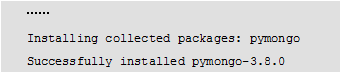 ......
Installing collected packages: pymongo
Successfully installed pymongo-3.8.0